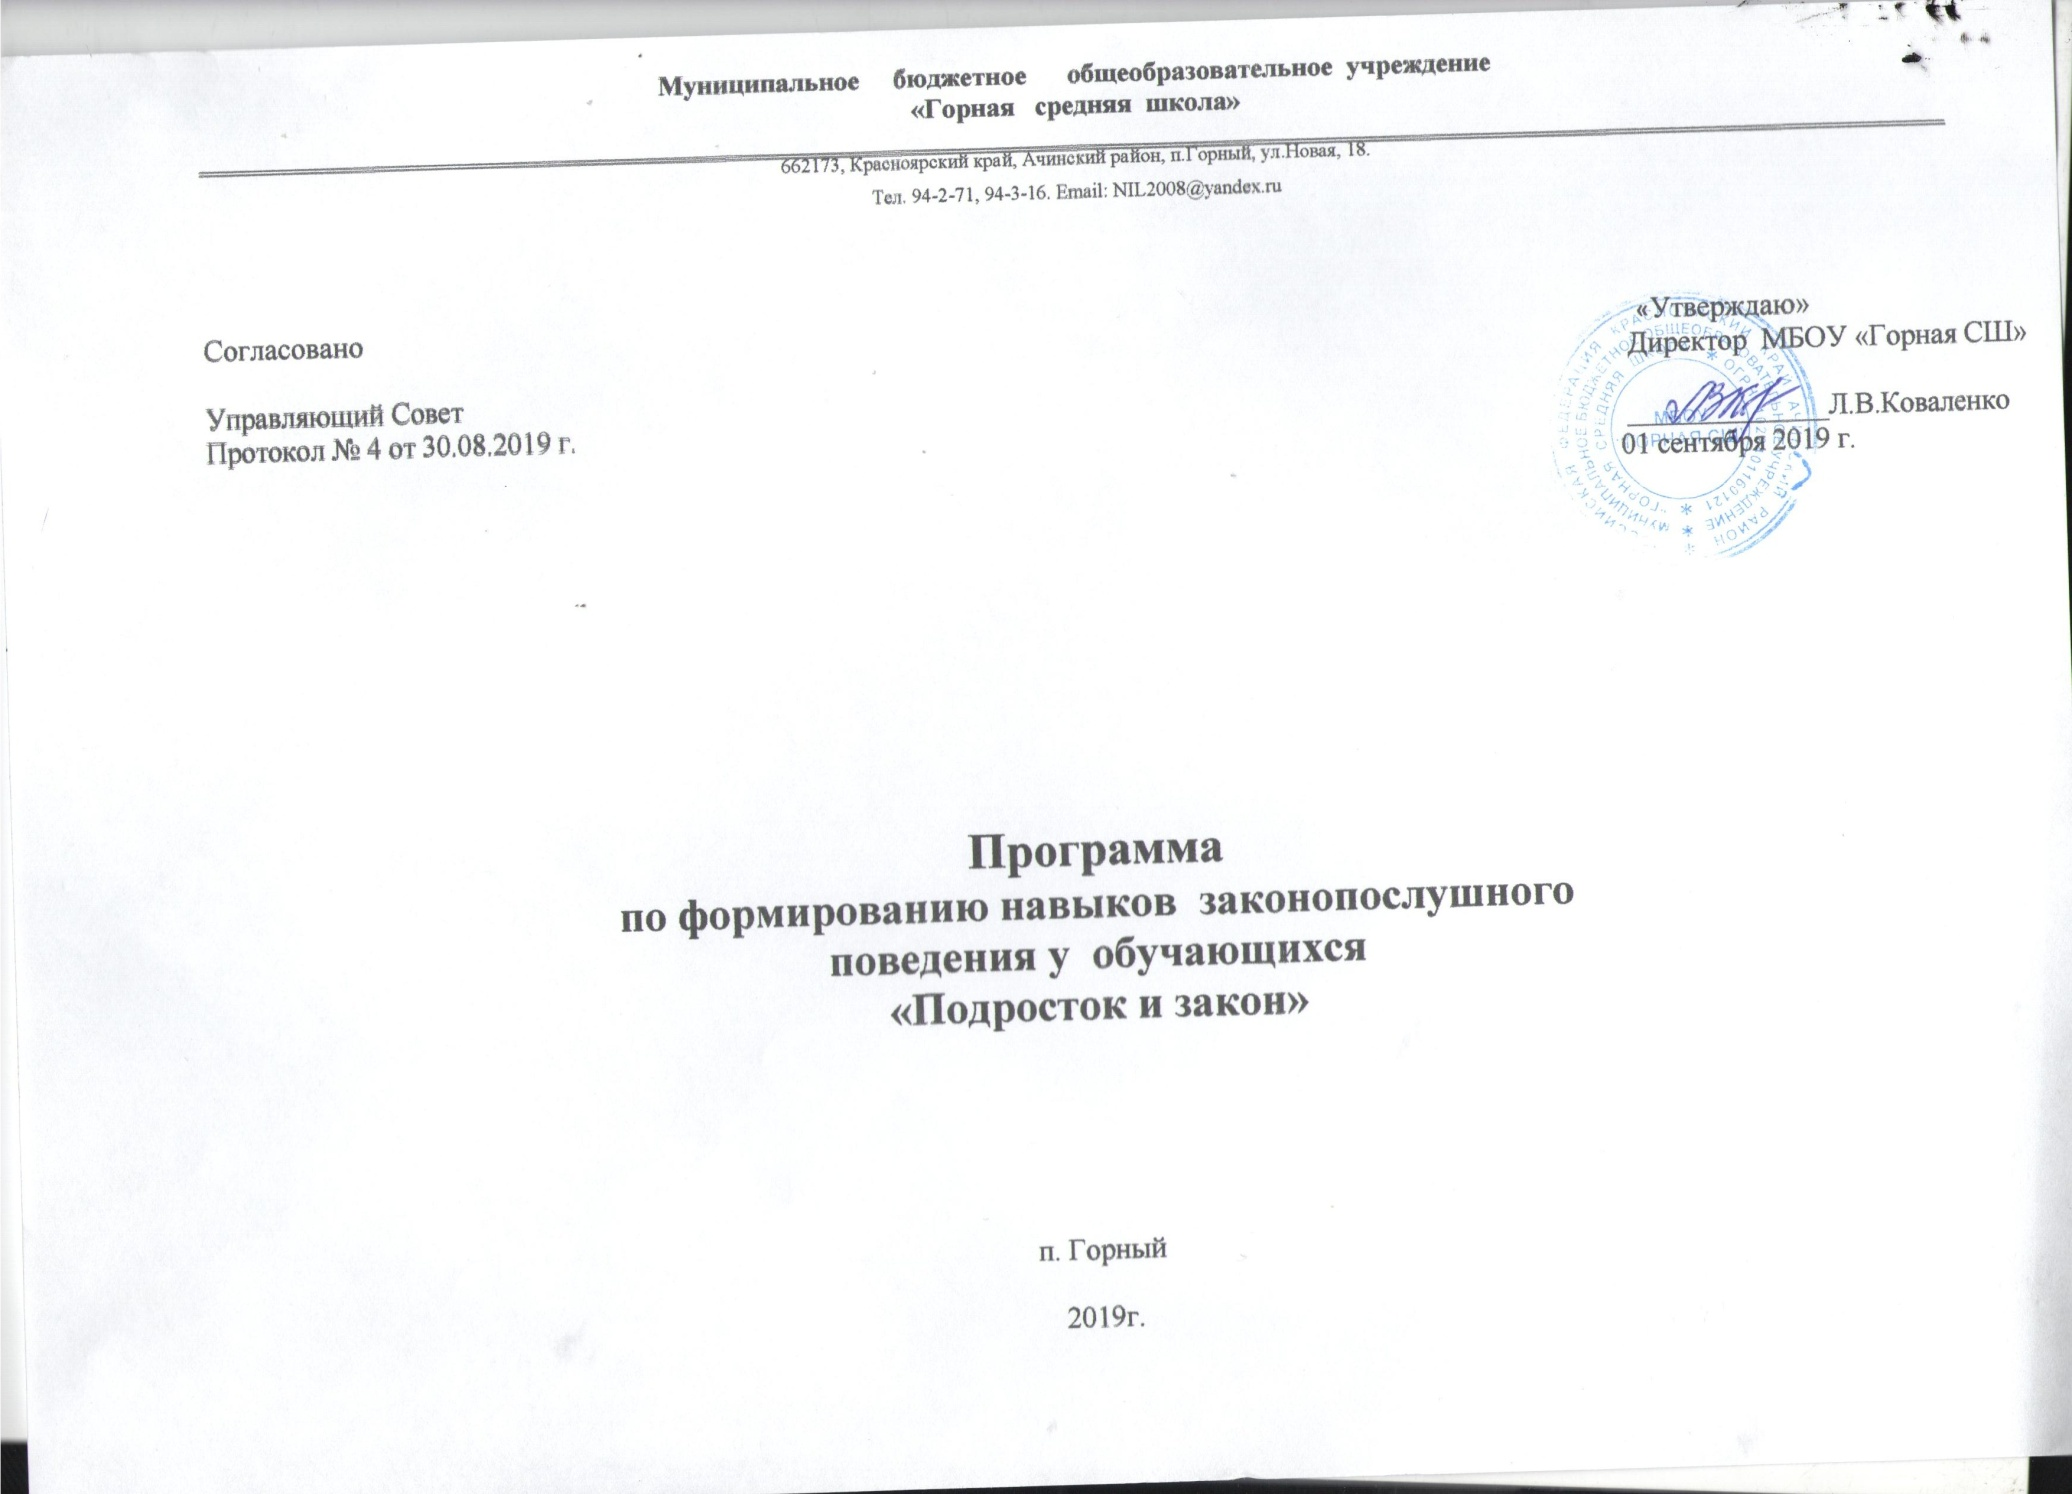 Муниципальное бюджетное общеобразовательное учреждение
«Горная средняя школа»
662173, Красноярский край, Ачинский район, п.Горный, ул.Новая, 18.
Тел. 94-2-71, 94-3-16. Email: NIL2008@yandex.ru
Согласовано
Управляющий Совет
Протокол № 4 от 30.08.2019 г.
«Утверждаю»
Директор МБОУ «Горная СШ»
Л.В.Коваленко
01 сентября 2019 г.
Программа
по формированию навыков законопослушного
поведения у обучающихся
«Подросток и закон»
п. Горный
2019г.